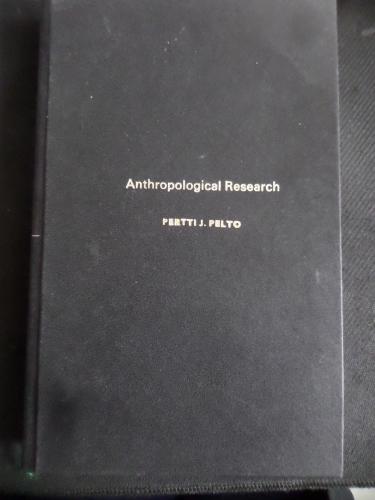 Anthropological Research
PERTTI J. PELTO